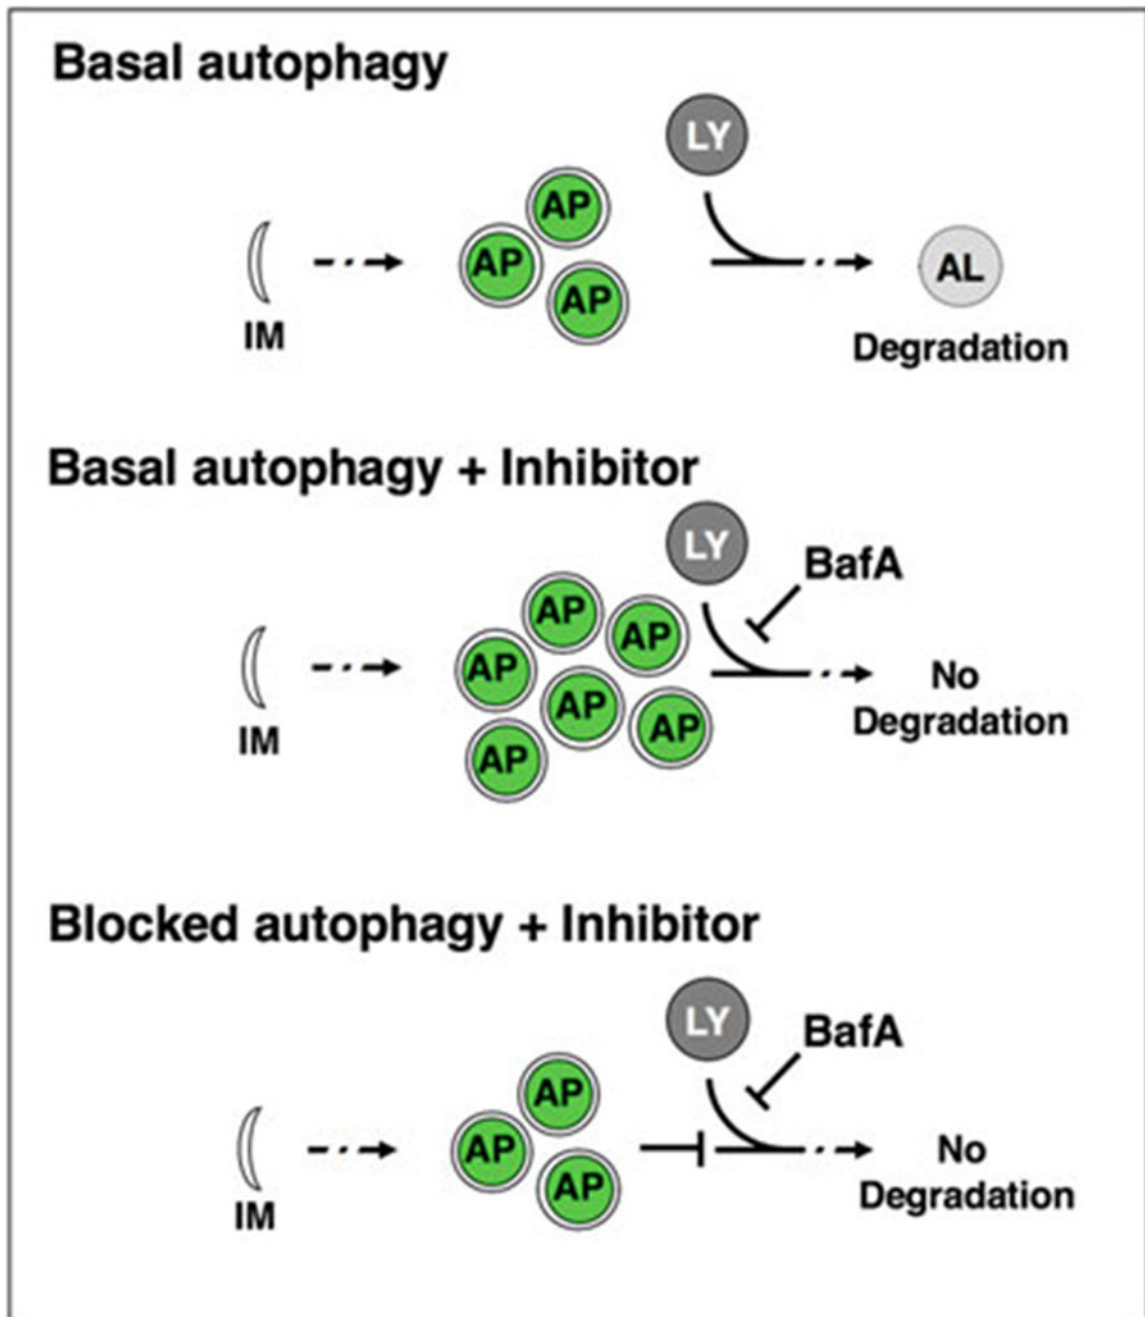 Basal autophagy
LY
AP
AP
AP
AL
IM
Degradation
Basal autophagy + Inhibitor
LY
BafA
AP
AP
AP
AP
AP
AP
No
Degradation
IM
Blocked autophagy + Inhibitor
LY
BafA
AP
AP
AP
No
Degradation
IM